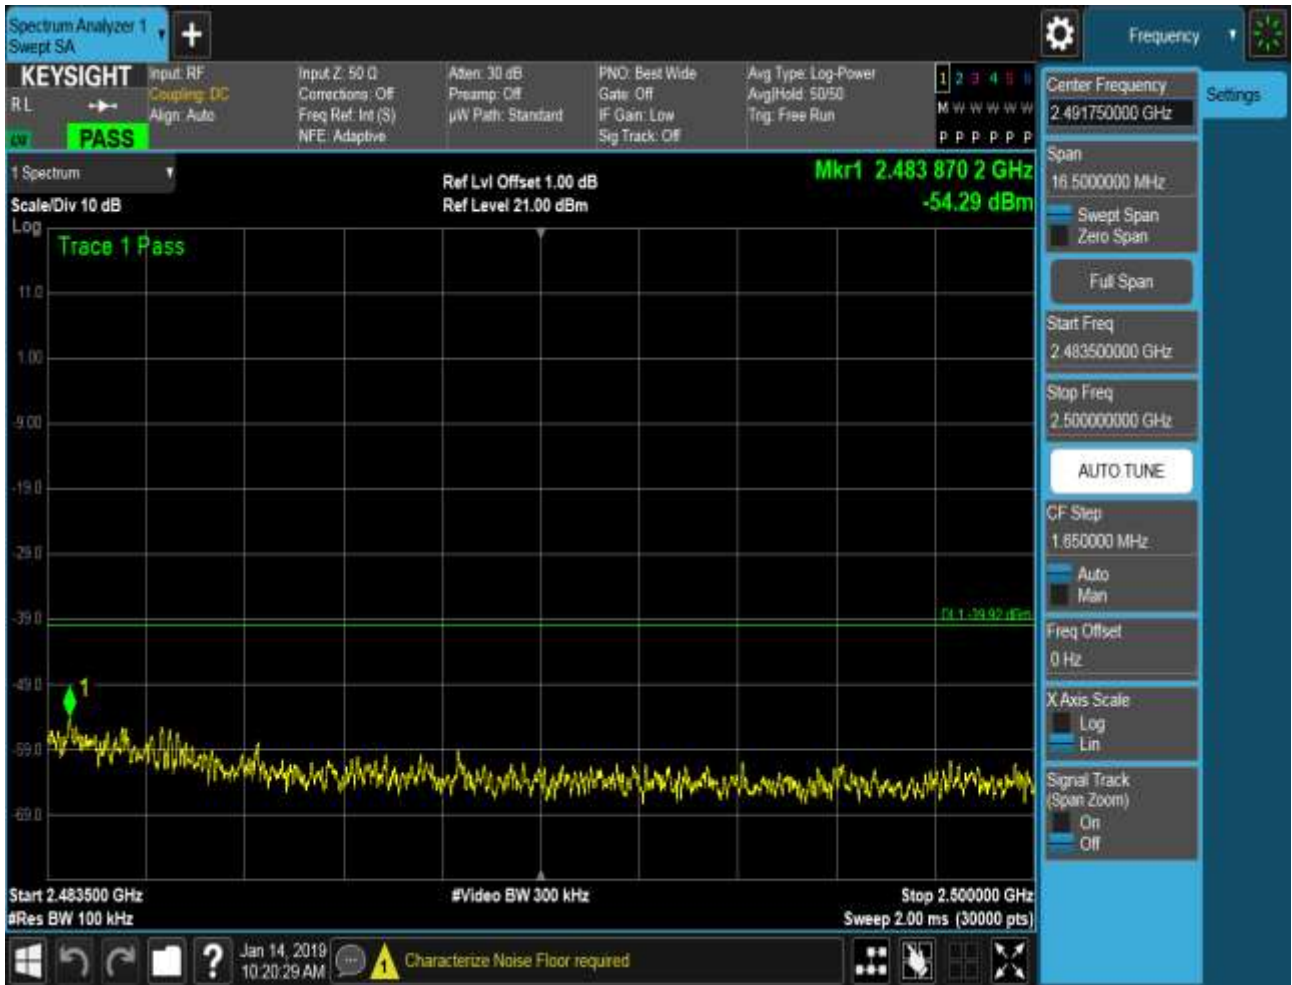 Spectrum Analyzer 1
Swept SA
Frequency
KEYSIGHT
RL
PASS
Input: RF
Coupling: DC
Align: Auto
Input Z: 50 Ω
Corrections: Off
Freq Ref: Int (S)
NFE: Adaptive
Atten: 30 dB
Preamp: Off
µW Path: Standard
PNO: Best Wide
Gate: Off
IF Gain: Low
Sig Track: Off
Avg Type: Log-Power
Avg|Hold: 50/50
Trig: Free Run
1 2 3 4 5 6
M W W W W W
P P P P P P
1 Spectrum
Scale/Div 10 dB
Log
Ref Lvl Offset 1.00 dB
Ref Level 21.00 dBm
Mkr1 2.483 870 2 GHz
-54.29 dBm
Trace 1 Pass
11.0
1.00
-9.00
-19.0
-29.0
-39.0
-49.0
-59.0
-69.0
DL1 -39.92 dBm
1
Start 2.483500 GHz
#Res BW 100 kHz
#Video BW 300 kHz
Stop 2.500000 GHz
Sweep 2.00 ms (30000 pts)
Center Frequency
2.491750000 GHz
Settings
Span
16.5000000 MHz
Swept Span
Zero Span
Full Span
Start Freq
2.483500000 GHz
Stop Freq
2.500000000 GHz
AUTO TUNE
CF Step
1.650000 MHz
Auto
Man
Freq Offset
0 Hz
X Axis Scale
Log
Lin
Signal Track
(Span Zoom)
On
Off
?
Jan 14, 2019
10:20:29 AM
1
Characterize Noise Floor required